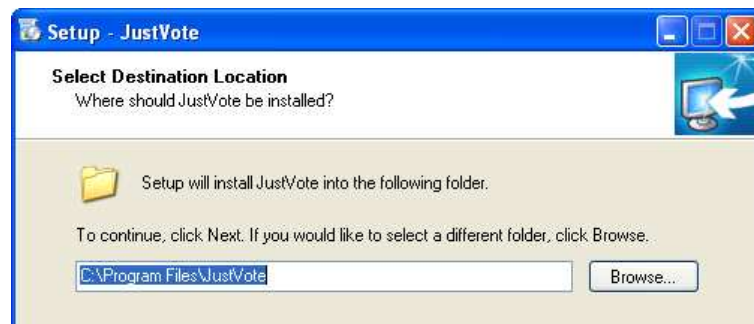 Setup - JustVote
Select Destination Location
Where should JustVote be installed?
Setup will install JustVote into the following folder.
To continue, click Next. If you would like to select a different folder, click Browse.
C:\Program Files\JustVote
Browse...